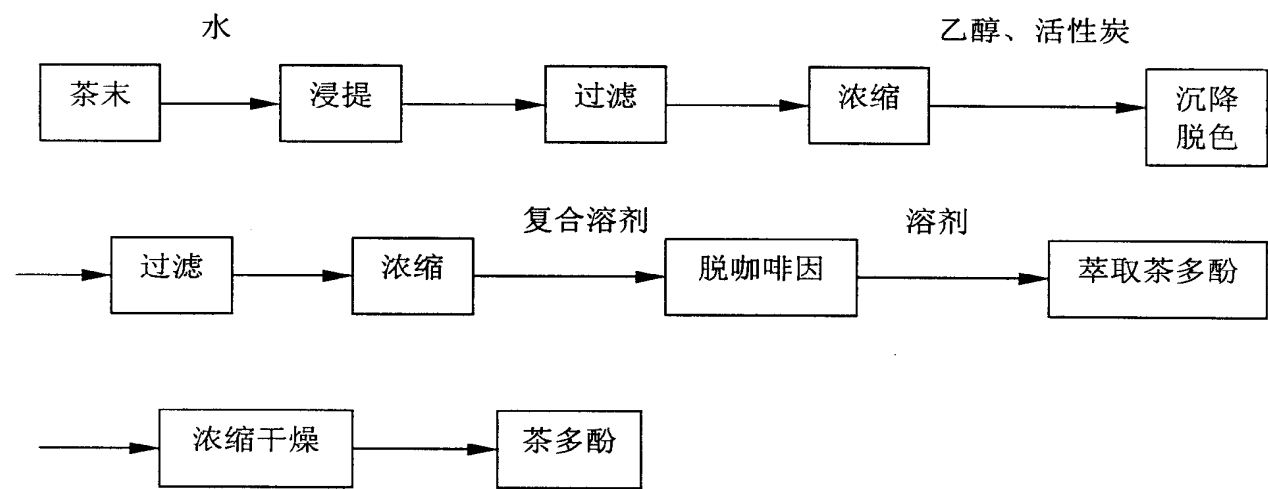 水
乙醇、活性炭
茶末
浸提
过滤
浓缩
沉降
脱色
复合溶剂
溶剂
过滤
浓缩
脱咖啡因
萃取茶多酚
浓缩干燥
茶多酚